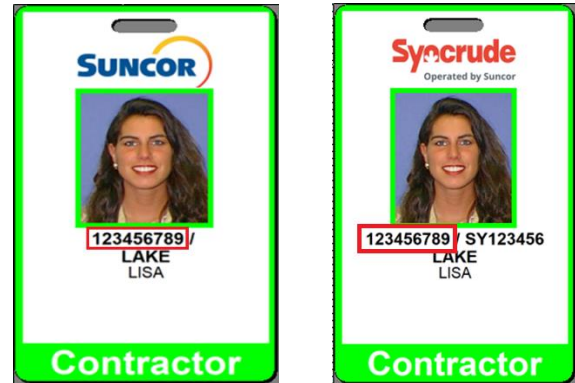 SUNCOR
123456789 /
LAKE
LISA
Contractor
Syncrude
Operated by Suncor
123456789 / SY123456
LAKE
LISA
Contractor